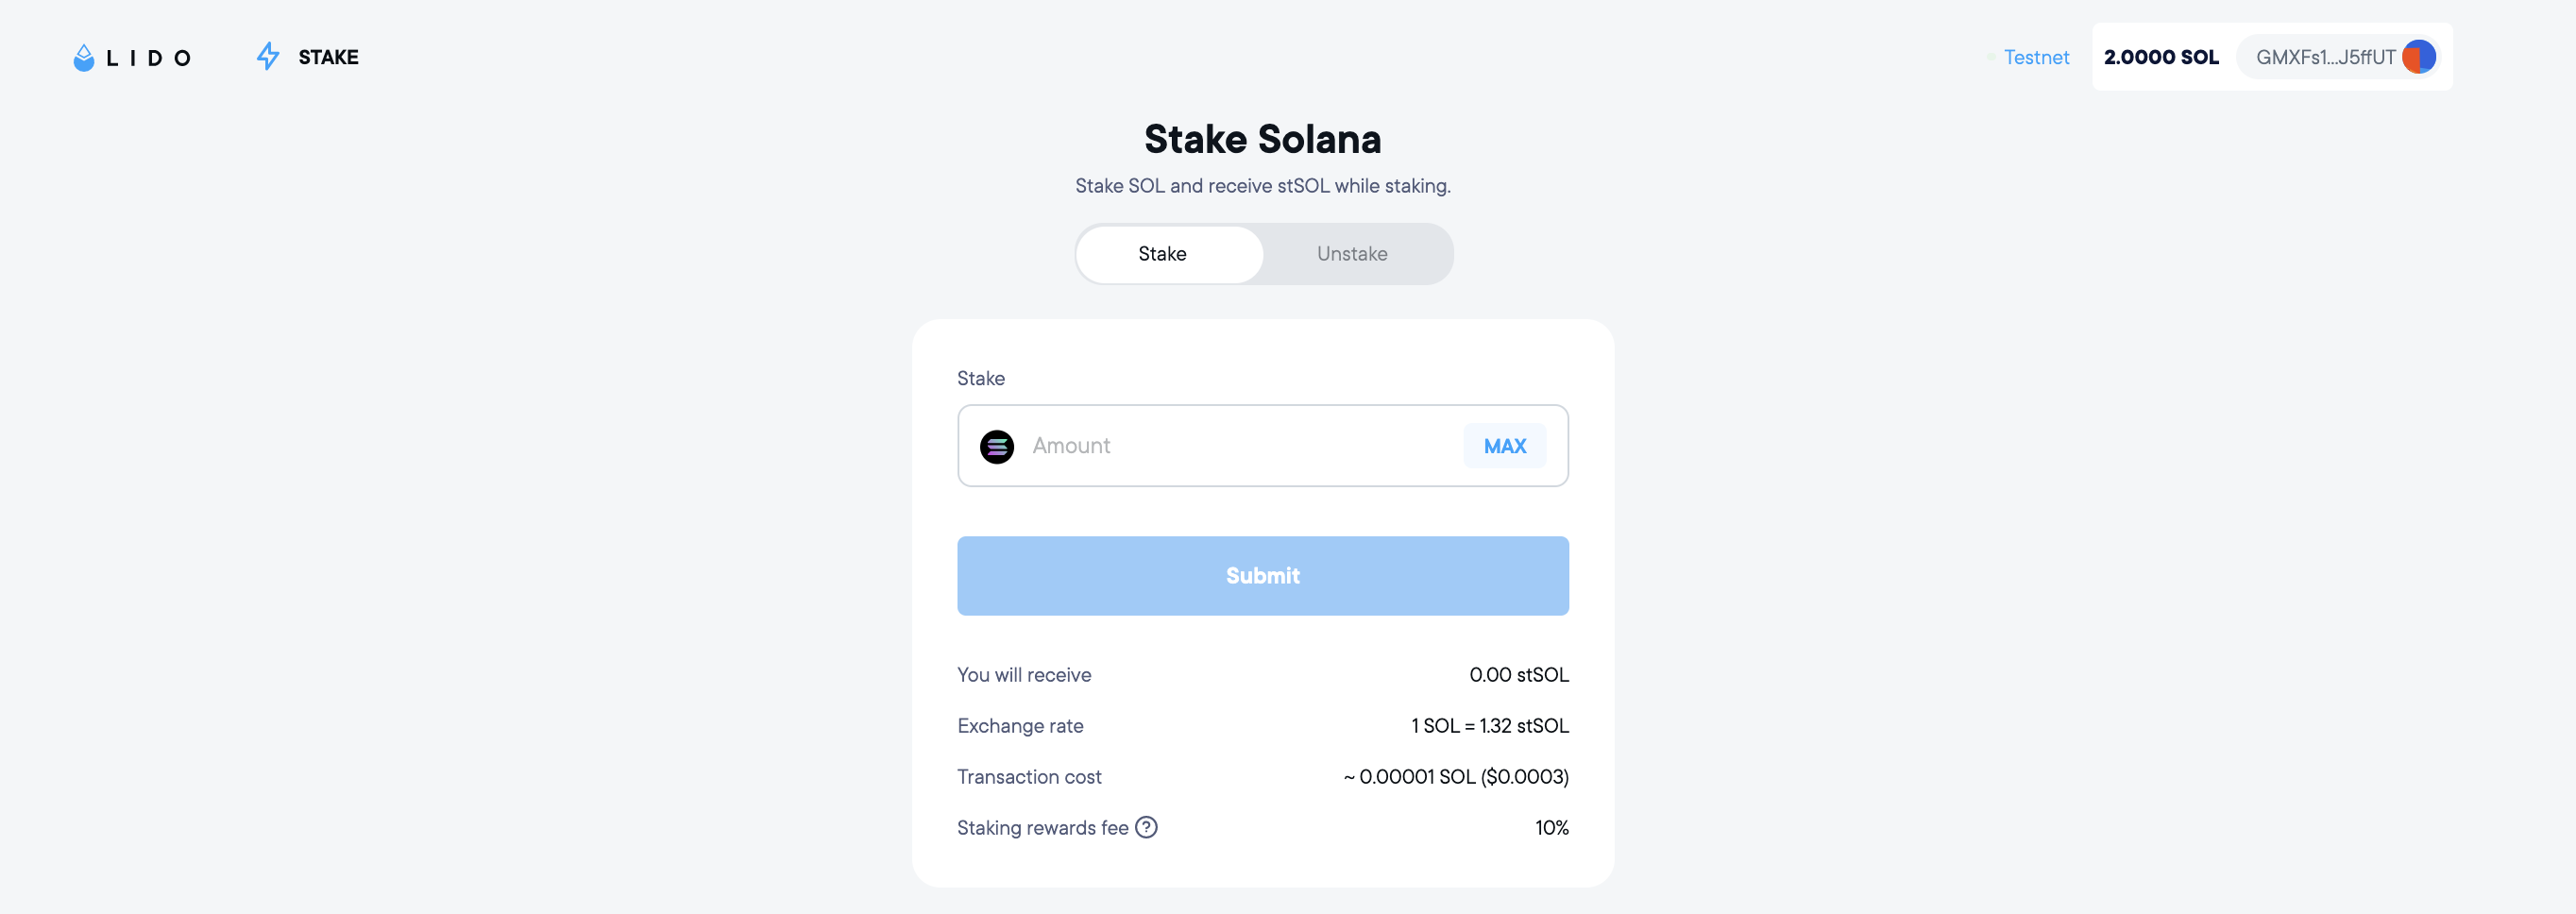 LIDO STAKE Testnet 2.0000 SOL GMXFs1...J5ffUT
Stake Solana
Stake SOL and receive stSOL while staking.
Stake Unstake
Stake
Amount MAX
Submit
You will receive 0.00 stSOL
Exchange rate 1 SOL = 1.32 stSOL
Transaction cost ~ 0.00001 SOL ($0.0003)
Staking rewards fee ? 10%